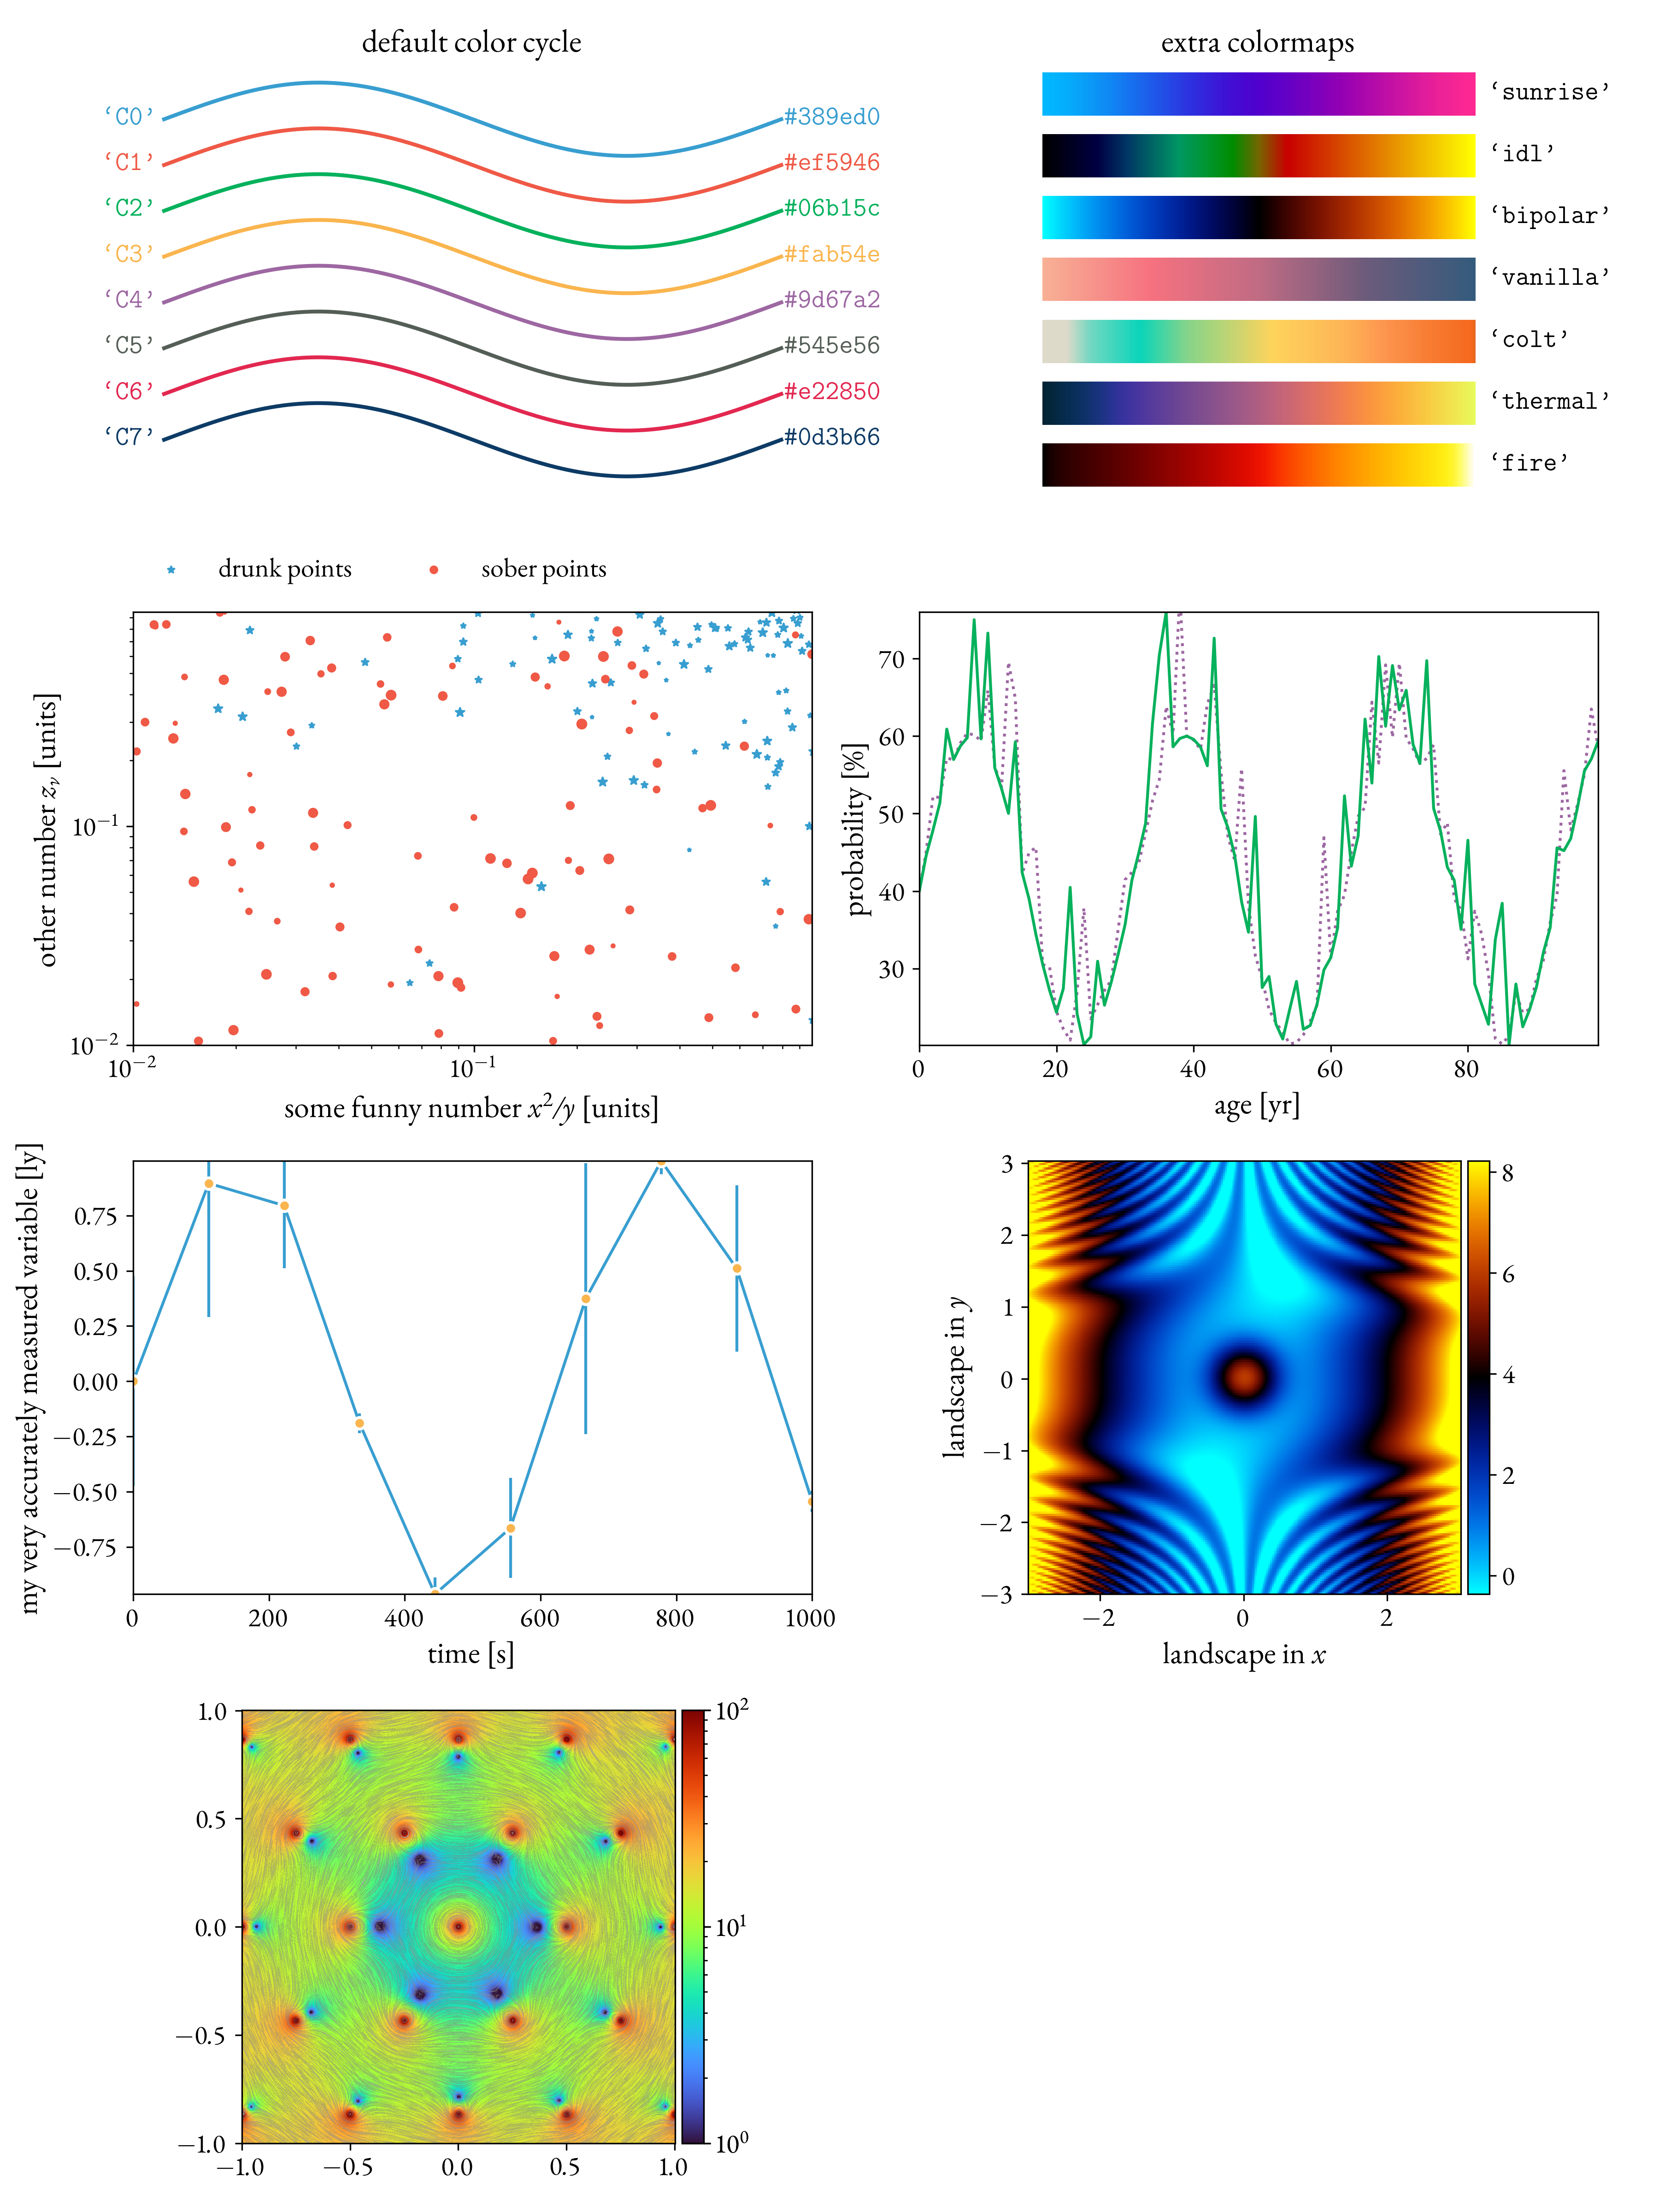 default color cycle
‘C0’ #389ed0
‘C1’ #ef5946
‘C2’ #06b15c
‘C3’ #fab54e
‘C4’ #9d67a2
‘C5’ #545e56
‘C6’ #e22850
‘C7’ #0d3b66
extra colormaps
‘sunrise’
‘idl’
‘bipolar’
‘vanilla’
‘colt’
‘thermal’
‘fire’
drunk points sober points
other number zᵥ [units]
10⁻¹
10⁻²
10⁻² 10⁻¹
some funny number x²/y [units]
probability [%]
70
60
50
40
30
0 20 40 60 80
age [yr]
my very accurately measured variable [ly]
0.75
0.50
0.25
0.00
−0.25
−0.50
−0.75
0 200 400 600 800 1000
time [s]
landscape in y
3
2
1
0
−1
−2
−3
−2 0 2
landscape in x
8
6
4
2
0
1.0
0.5
0.0
−0.5
−1.0
−1.0 −0.5 0.0 0.5 1.0
10²
10¹
10⁰